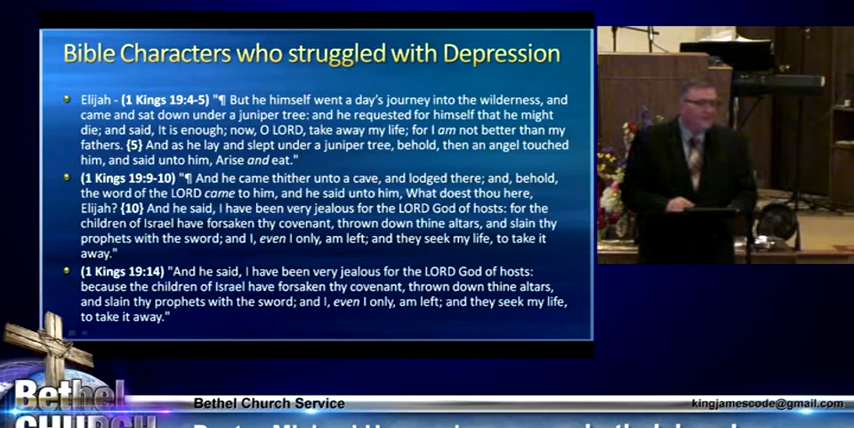 Bible Characters who struggled with Depression
Elijah - (1 Kings 19:4-5) "¶ But he himself went a day's journey into the wilderness, and
came and sat down under a juniper tree: and he requested for himself that he might
die; and said, It is enough; now, O LORD, take away my life; for I am not better than my
fathers. {5} And as he lay and slept under a juniper tree, behold, then an angel touched
him, and said unto him, Arise and eat."
(1 Kings 19:9-10) "¶ And he came thither unto a cave, and lodged there; and, behold,
the word of the LORD came to him, and he said unto him, What doest thou here,
Elijah? {10} And he said, I have been very jealous for the LORD God of hosts: for the
children of Israel have forsaken thy covenant, thrown down thine altars, and slain thy
prophets with the sword; and I, even I only, am left; and they seek my life, to take it
away."
(1 Kings 19:14) "And he said, I have been very jealous for the LORD God of hosts:
because the children of Israel have forsaken thy covenant, thrown down thine altars,
and slain thy prophets with the sword; and I, even I only, am left; and they seek my life,
to take it away."
Bethel
CHURCH
Bethel Church Service
kingjamescode@gmail.com